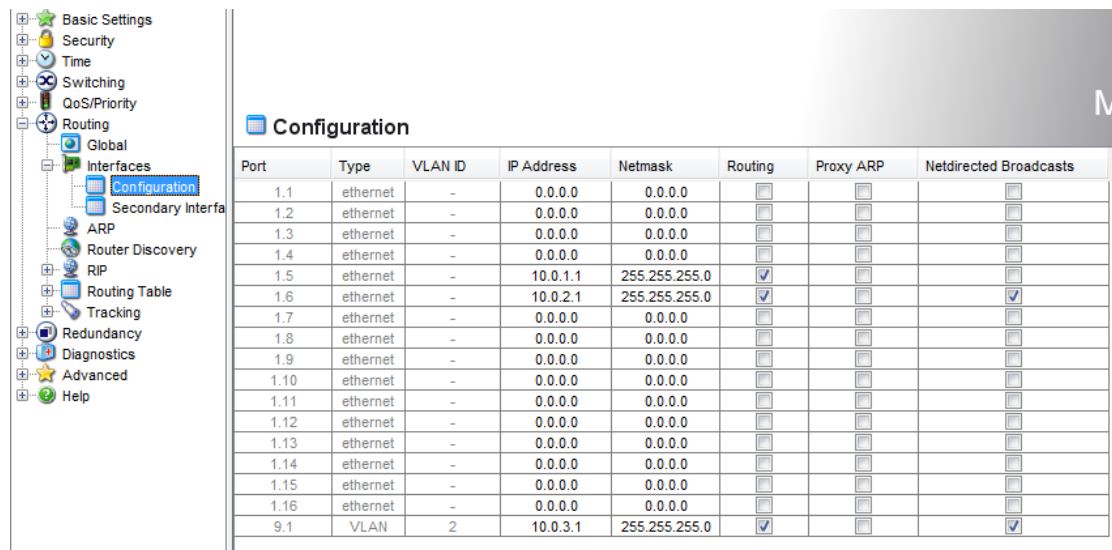 Basic Settings
Security
Time
Switching
QoS/Priority
Routing
Global
Interfaces
Configuration
Secondary Interfa
ARP
Router Discovery
RIP
Routing Table
Tracking
Redundancy
Diagnostics
Advanced
Help
M
Configuration
Port Type VLAN ID IP Address Netmask Routing Proxy ARP Netdirected Broadcasts
1.1 ethernet - 0.0.0.0 0.0.0.0
1.2 ethernet - 0.0.0.0 0.0.0.0
1.3 ethernet - 0.0.0.0 0.0.0.0
1.4 ethernet - 0.0.0.0 0.0.0.0
1.5 ethernet - 10.0.1.1 255.255.255.0
1.6 ethernet - 10.0.2.1 255.255.255.0
1.7 ethernet - 0.0.0.0 0.0.0.0
1.8 ethernet - 0.0.0.0 0.0.0.0
1.9 ethernet - 0.0.0.0 0.0.0.0
1.10 ethernet - 0.0.0.0 0.0.0.0
1.11 ethernet - 0.0.0.0 0.0.0.0
1.12 ethernet - 0.0.0.0 0.0.0.0
1.13 ethernet - 0.0.0.0 0.0.0.0
1.14 ethernet - 0.0.0.0 0.0.0.0
1.15 ethernet - 0.0.0.0 0.0.0.0
1.16 ethernet - 0.0.0.0 0.0.0.0
9.1 VLAN 2 10.0.3.1 255.255.255.0